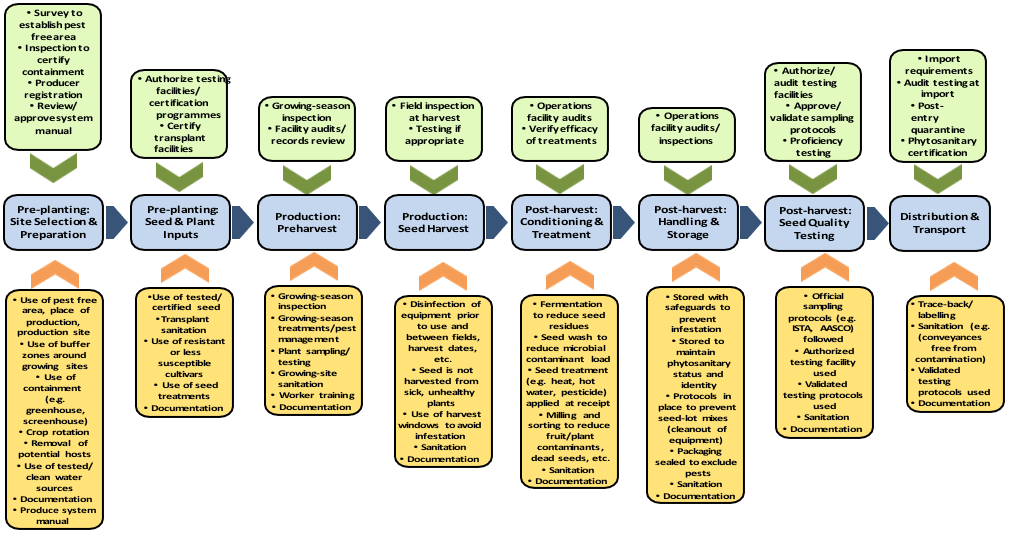 • Survey to
establish pest
free area
• Inspection to
certify
containment
• Producer
registration
• Review/
approve system
manual
• Authorize testing
facilities/
certification
programmes
• Certify
transplant
facilities
• Growing-season
inspection
• Facility audits/
records review
• Field inspection
at harvest
• Testing if
appropriate
• Operations
facility audits
• Verify efficacy
of treatments
• Operations
facility audits/
inspections
• Authorize/
audit testing
facilities
• Approve/
validate sampling
protocols
• Proficiency
testing
• Import
requirements
• Audit testing at
import
• Post-
entry
quarantine
• Phytosanitary
certification
Pre-planting:
Site Selection &
Preparation
Pre-planting:
Seed & Plant
Inputs
Production:
Preharvest
Production:
Seed Harvest
Post-harvest:
Conditioning &
Treatment
Post-harvest:
Handling &
Storage
Post-harvest:
Seed Quality
Testing
Distribution &
Transport
• Use of pest free
area, place of
production,
production site
• Use of buffer
zones around
growing sites
• Use of
containment
(e.g.
greenhouse,
screenhouse)
• Crop rotation
• Removal of
potential hosts
• Use of tested/
clean water
sources
• Documentation
• Produce system
manual
•Use of tested/
certified seed
• Transplant
sanitation
• Use of resistant
or less
susceptible
cultivars
• Use of seed
treatments
• Documentation
• Growing-season
inspection
• Growing-season
treatments/pest
management
• Plant sampling/
testing
• Growing-site
sanitation
• Worker training
• Documentation
• Disinfection of
equipment prior
to use and
between fields,
harvest dates,
etc.
• Seed is not
harvested from
sick, unhealthy
plants
• Use of harvest
windows to avoid
infestation
• Sanitation
• Documentation
• Fermentation
to reduce seed
residues
• Seed wash to
reduce microbial
contaminant load
• Seed treatment
(e.g. heat, hot
water, pesticide)
applied at receipt
• Milling and
sorting to reduce
fruit/plant
contaminants,
dead seeds, etc.
• Sanitation
• Documentation
• Stored with
safeguards to
prevent
infestation
• Stored to
maintain
phytosanitary
status and
identity
• Protocols in
place to prevent
seed-lot mixes
(cleanout of
equipment)
• Packaging
sealed to exclude
pests
• Sanitation
• Documentation
• Official
sampling
protocols (e.g.
ISTA, AASCO)
followed
• Authorized
testing facility
used
• Validated
testing protocols
used
• Sanitation
• Documentation
• Trace-back/
labelling
• Sanitation (e.g.
(conveyances
free from
contamination)
• Validated
testing
protocols used
• Documentation